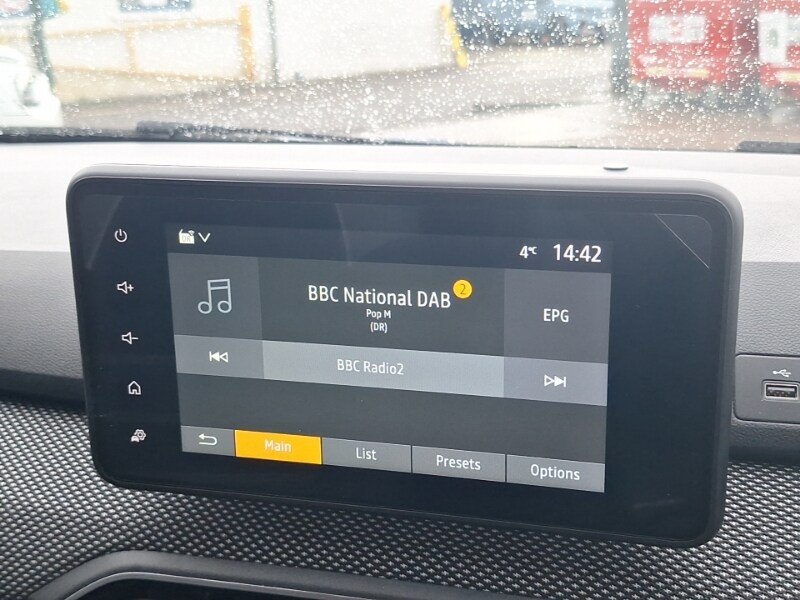 4°C 14:42
BBC National DAB 2
Pop M
(DR)
EPG
BBC Radio2
Main List Presets Options